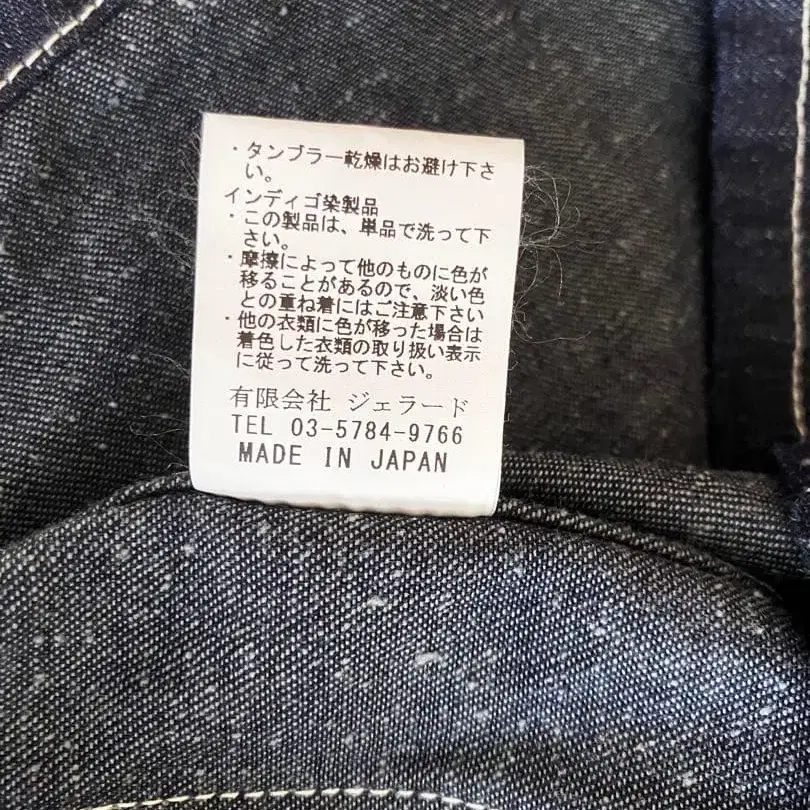 ・タンブラー乾燥はお避け下さ
い。
インディゴ染製品
・この製品は、単品で洗って下
さい。
・摩擦によって他のものに色が
移ることがあるので、淡い色
との重ね着にはご注意下さい
・他の衣類に色が移った場合は
着色した衣類の取り扱い表示
に従って洗って下さい。
有限会社 ジェラード
TEL 03-5784-9766
MADE IN JAPAN